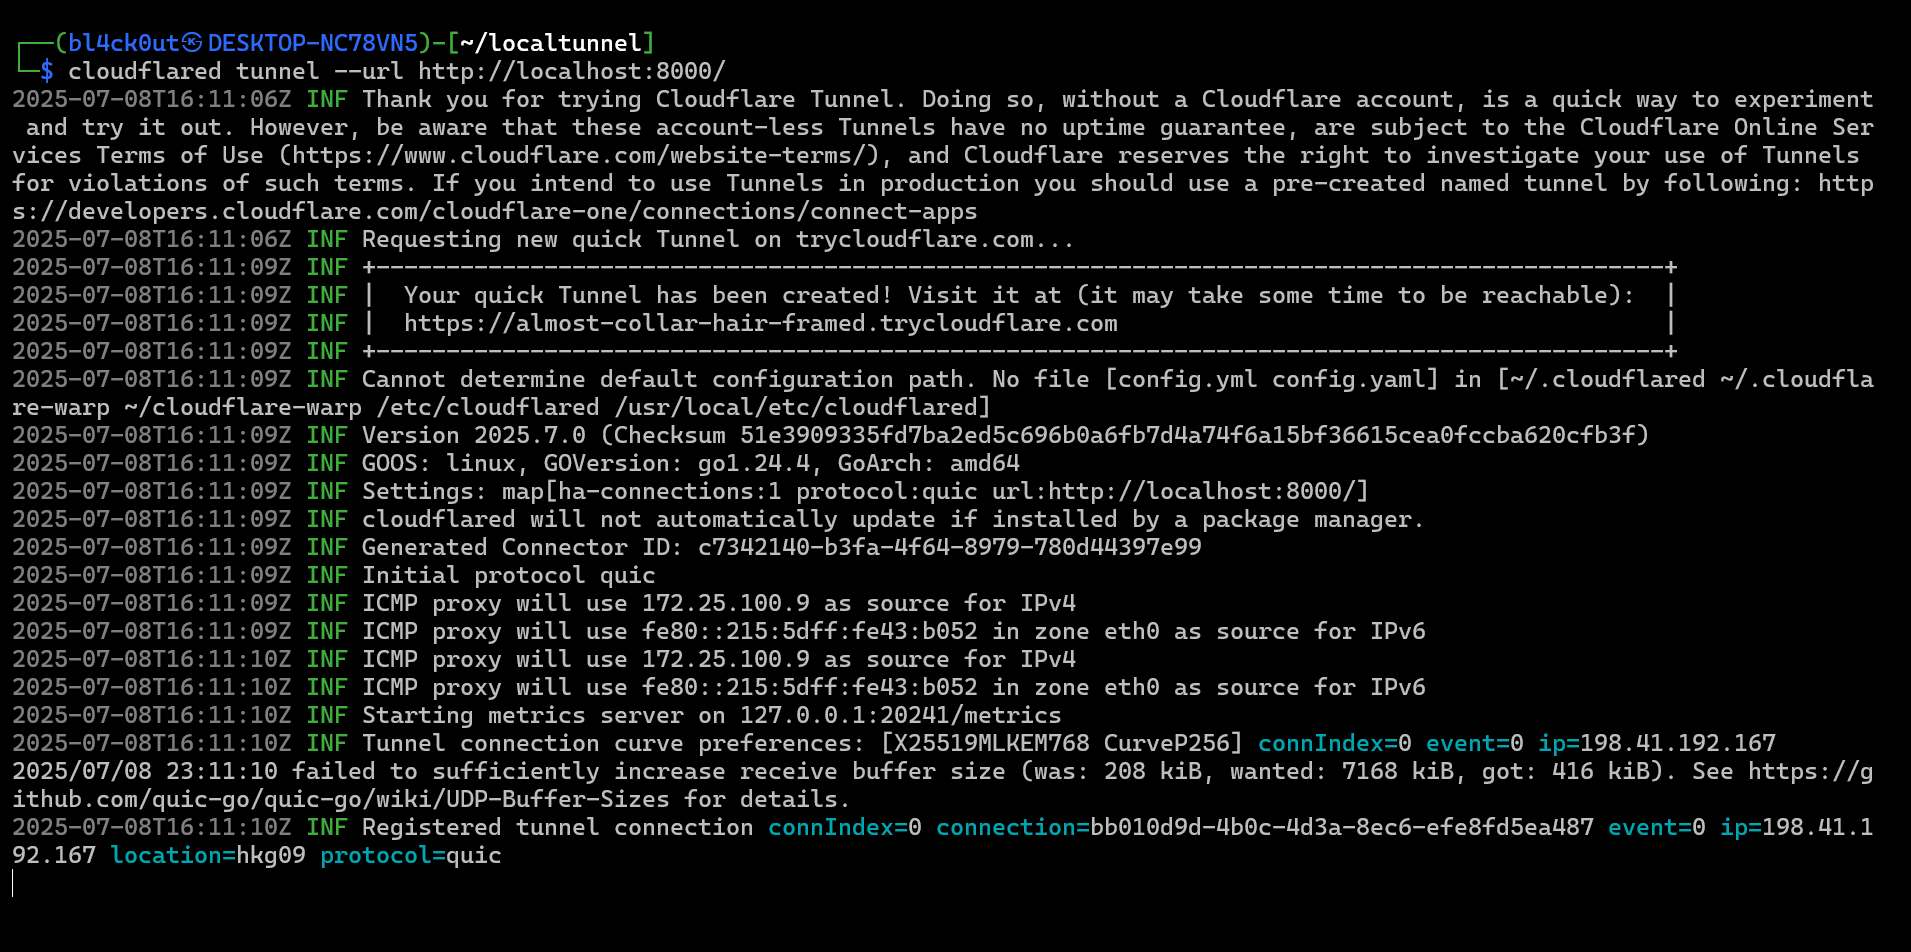 ┌──(bl4ck0ut㉿DESKTOP-NC78VN5)-[~/localtunnel]
└─$ cloudflared tunnel --url http://localhost:8000/
2025-07-08T16:11:06Z INF Thank you for trying Cloudflare Tunnel. Doing so, without a Cloudflare account, is a quick way to experiment
 and try it out. However, be aware that these account-less Tunnels have no uptime guarantee, are subject to the Cloudflare Online Ser
vices Terms of Use (https://www.cloudflare.com/website-terms/), and Cloudflare reserves the right to investigate your use of Tunnels
for violations of such terms. If you intend to use Tunnels in production you should use a pre-created named tunnel by following: http
s://developers.cloudflare.com/cloudflare-one/connections/connect-apps
2025-07-08T16:11:06Z INF Requesting new quick Tunnel on trycloudflare.com...
2025-07-08T16:11:09Z INF +--------------------------------------------------------------------------------------------+
2025-07-08T16:11:09Z INF |  Your quick Tunnel has been created! Visit it at (it may take some time to be reachable):  |
2025-07-08T16:11:09Z INF |  https://almost-collar-hair-framed.trycloudflare.com                                       |
2025-07-08T16:11:09Z INF +--------------------------------------------------------------------------------------------+
2025-07-08T16:11:09Z INF Cannot determine default configuration path. No file [config.yml config.yaml] in [~/.cloudflared ~/.cloudfla
re-warp ~/cloudflare-warp /etc/cloudflared /usr/local/etc/cloudflared]
2025-07-08T16:11:09Z INF Version 2025.7.0 (Checksum 51e3909335fd7ba2ed5c696b0a6fb7d4a74f6a15bf36615cea0fccba620cfb3f)
2025-07-08T16:11:09Z INF GOOS: linux, GOVersion: go1.24.4, GoArch: amd64
2025-07-08T16:11:09Z INF Settings: map[ha-connections:1 protocol:quic url:http://localhost:8000/]
2025-07-08T16:11:09Z INF cloudflared will not automatically update if installed by a package manager.
2025-07-08T16:11:09Z INF Generated Connector ID: c7342140-b3fa-4f64-8979-780d44397e99
2025-07-08T16:11:09Z INF Initial protocol quic
2025-07-08T16:11:09Z INF ICMP proxy will use 172.25.100.9 as source for IPv4
2025-07-08T16:11:09Z INF ICMP proxy will use fe80::215:5dff:fe43:b052 in zone eth0 as source for IPv6
2025-07-08T16:11:10Z INF ICMP proxy will use 172.25.100.9 as source for IPv4
2025-07-08T16:11:10Z INF ICMP proxy will use fe80::215:5dff:fe43:b052 in zone eth0 as source for IPv6
2025-07-08T16:11:10Z INF Starting metrics server on 127.0.0.1:20241/metrics
2025-07-08T16:11:10Z INF Tunnel connection curve preferences: [X25519MLKEM768 CurveP256] connIndex=0 event=0 ip=198.41.192.167
2025/07/08 23:11:10 failed to sufficiently increase receive buffer size (was: 208 kiB, wanted: 7168 kiB, got: 416 kiB). See https://g
ithub.com/quic-go/quic-go/wiki/UDP-Buffer-Sizes for details.
2025-07-08T16:11:10Z INF Registered tunnel connection connIndex=0 connection=bb010d9d-4b0c-4d3a-8ec6-efe8fd5ea487 event=0 ip=198.41.1
92.167 location=hkg09 protocol=quic